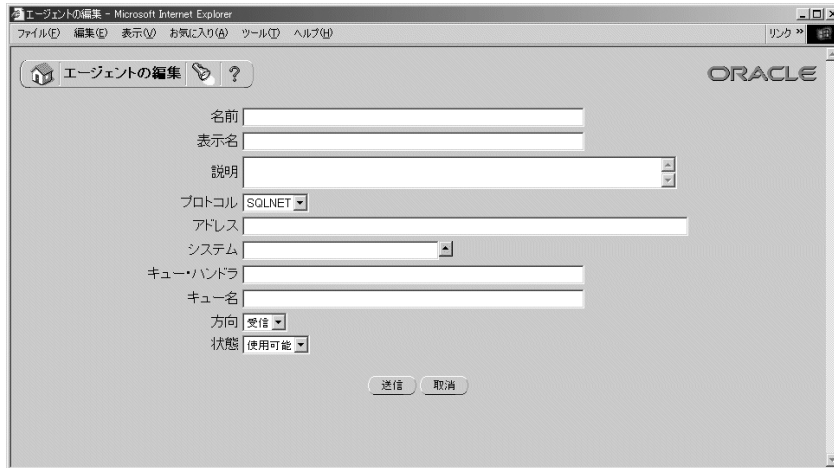 エージェントの編集 - Microsoft Internet Explorer
ファイル(F) 編集(E) 表示(V) お気に入り(A) ツール(T) ヘルプ(H) リンク »
エージェントの編集 ? ORACLE
名前
表示名
説明
プロトコル SQLNET
アドレス
システム
キュー・ハンドラ
キュー名
方向 受信
状態 使用可能
送信 取消